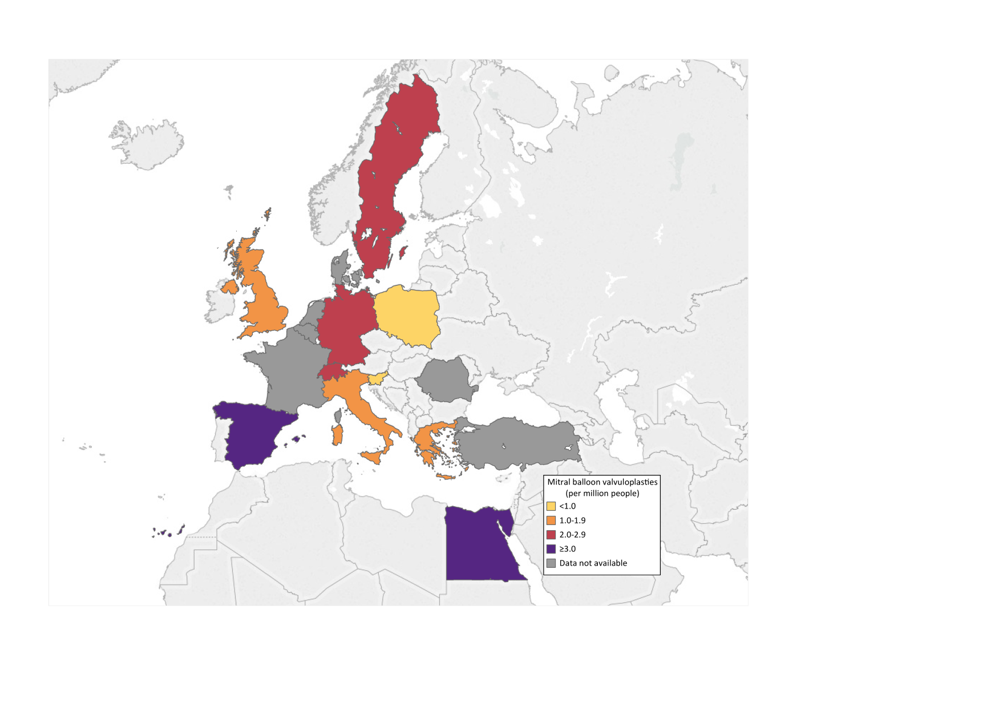 Mitral balloon valvuloplasties
(per million people)
<1.0
1.0-1.9
2.0-2.9
≥3.0
Data not available